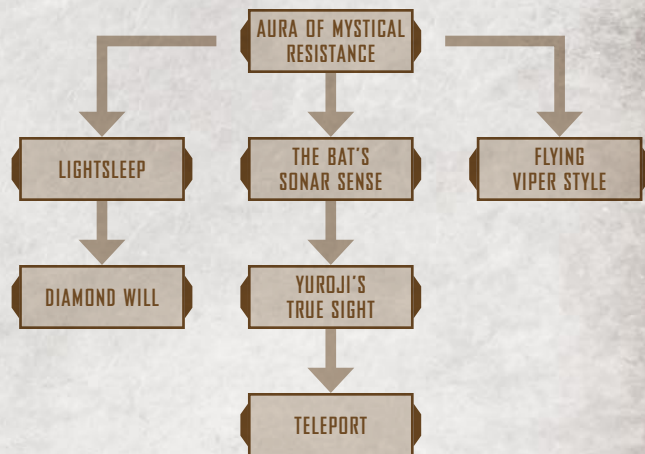 AURA OF MYSTICAL
RESISTANCE
LIGHTSLEEP
THE BAT'S
SONAR SENSE
FLYING
VIPER STYLE
DIAMOND WILL
YUROJI'S
TRUE SIGHT
TELEPORT